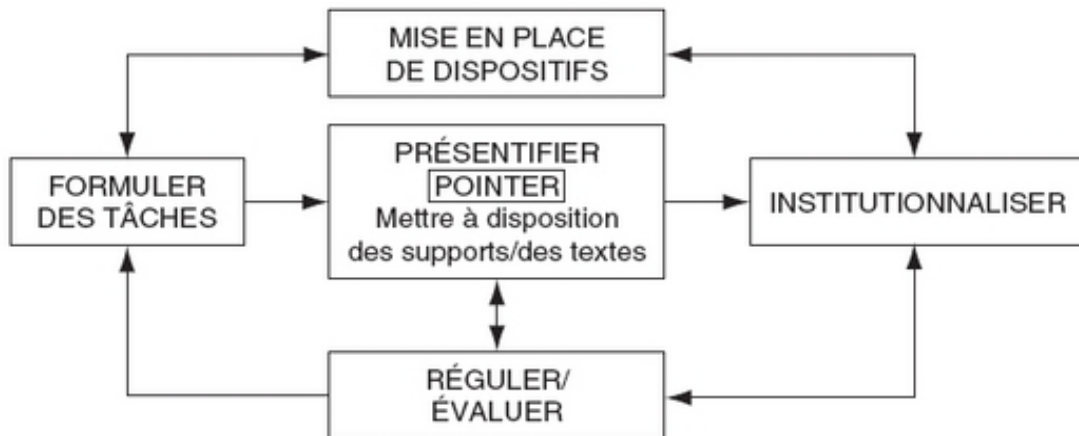 MISE EN PLACE
DE DISPOSITIFS
FORMULER
DES TÂCHES
PRÉSENTIFIER
POINTER
Mettre à disposition
des supports/des textes
INSTITUTIONNALISER
RÉGULER/
ÉVALUER